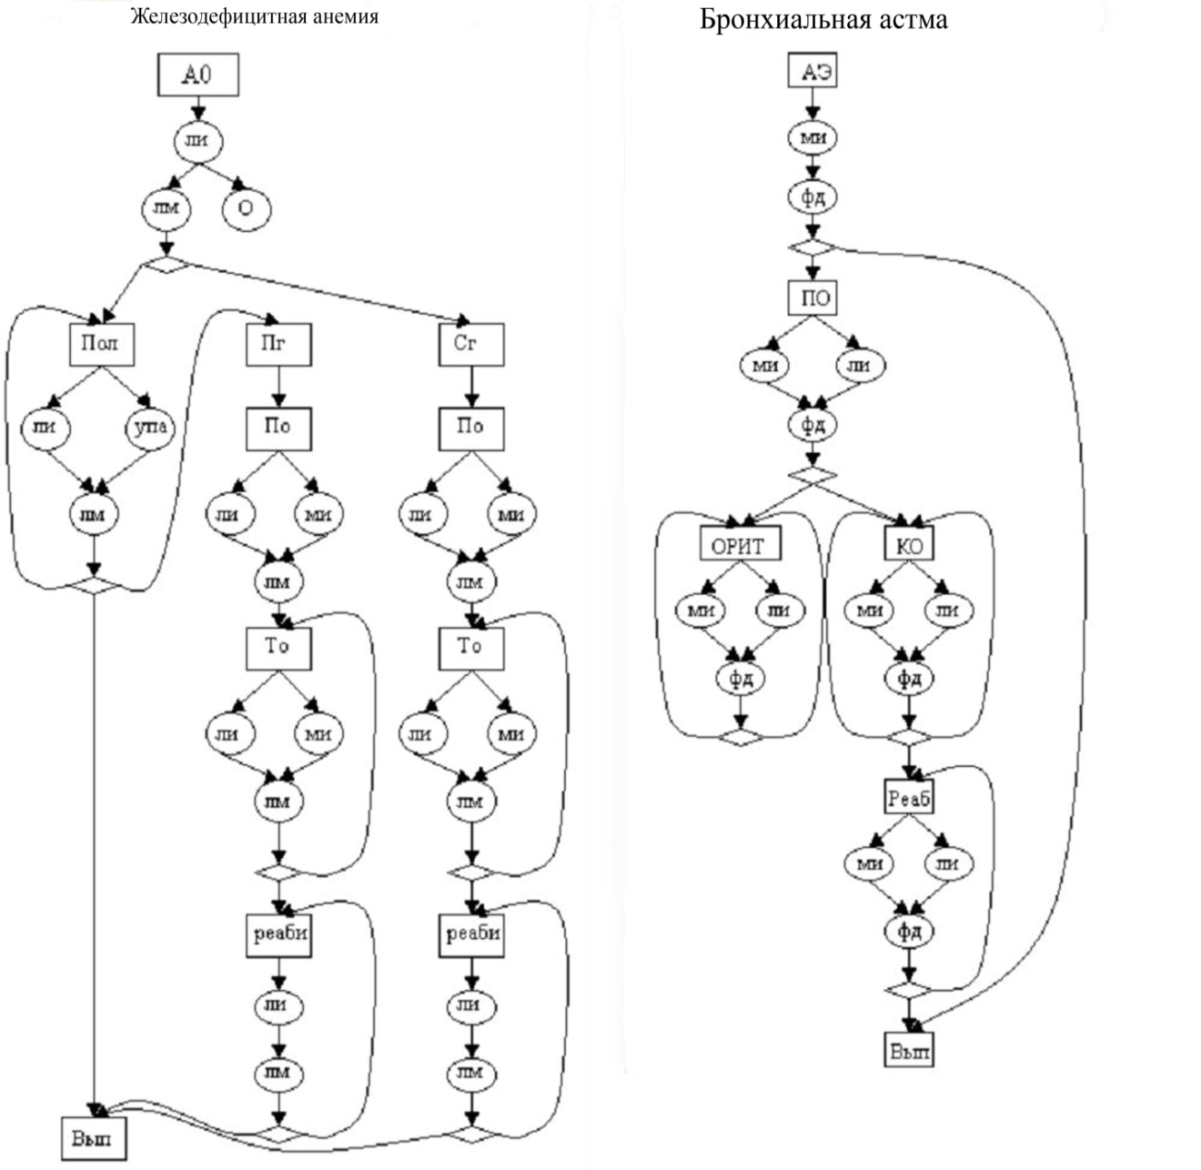 Железодефицитная анемия
А0
ли
лм
О
Пол
Пг
Сг
ли
упа
По
По
лм
ли
ми
ли
ми
лм
лм
То
То
ли
ми
ли
ми
лм
лм
реаби
реаби
ли
ли
лм
лм
Вып
Бронхиальная астма
АЭ
ми
фд
ПО
ми
ли
фд
ОРИТ
КО
ми
ли
ми
ли
фд
фд
Реаб
ми
ли
фд
Вып